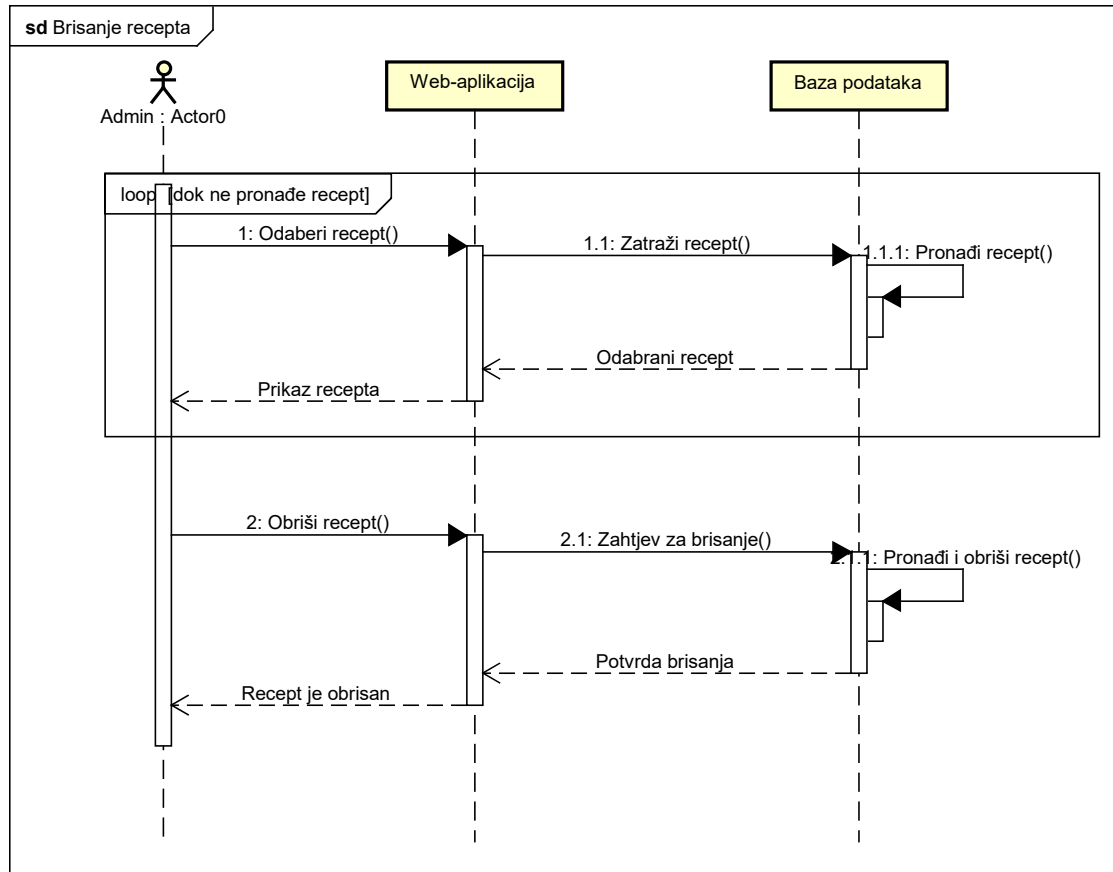 sd Brisanje recepta
Admin : Actor0
Web-aplikacija
Baza podataka
loop [dok ne pronađe recept]
1: Odaberi recept()
1.1: Zatraži recept()
1.1.1: Pronađi recept()
Odabrani recept
Prikaz recepta
2: Obriši recept()
2.1: Zahtjev za brisanje()
2.1.1: Pronađi i obriši recept()
Potvrda brisanja
Recept je obrisan